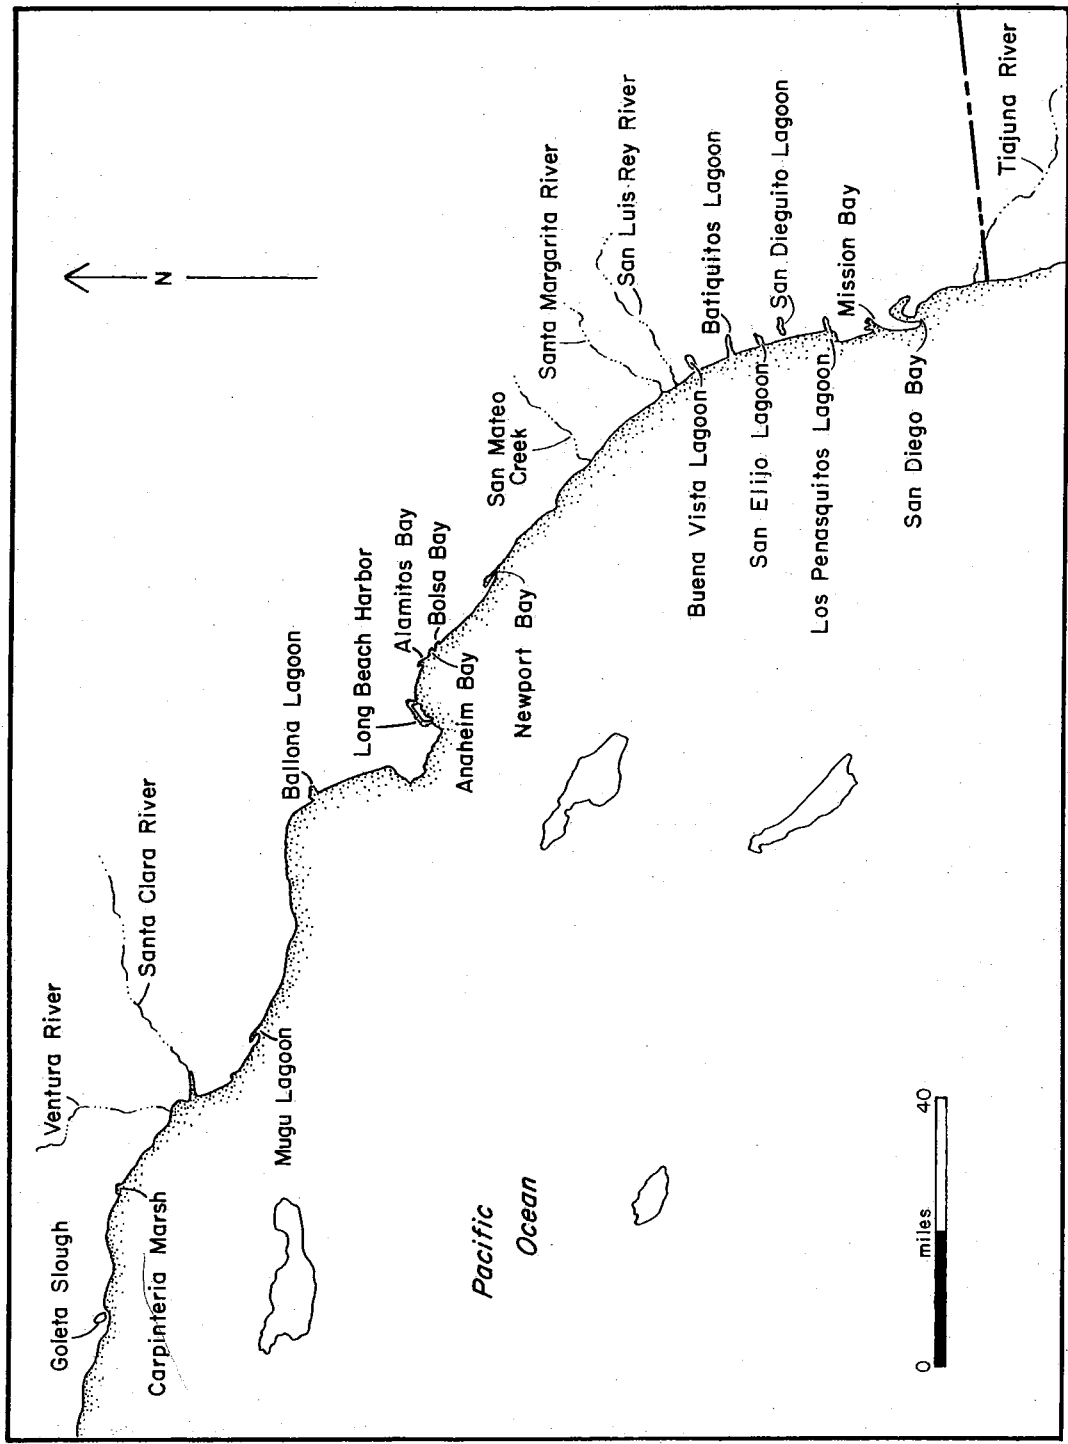 Goleta Slough
Carpinteria Marsh
Ventura River
Santa Clara River
Mugu Lagoon
Ballona Lagoon
Long Beach Harbor
Alamitos Bay
Bolsa Bay
Anaheim Bay
Newport Bay
San Mateo
Creek
Santa Margarita River
San Luis Rey River
Buena Vista Lagoon
Batiquitos Lagoon
San Elijo Lagoon
San Dieguito Lagoon
Los Penasquitos Lagoon
Mission Bay
San Diego Bay
Tiajuna River
N
Pacific
Ocean
0 miles 40